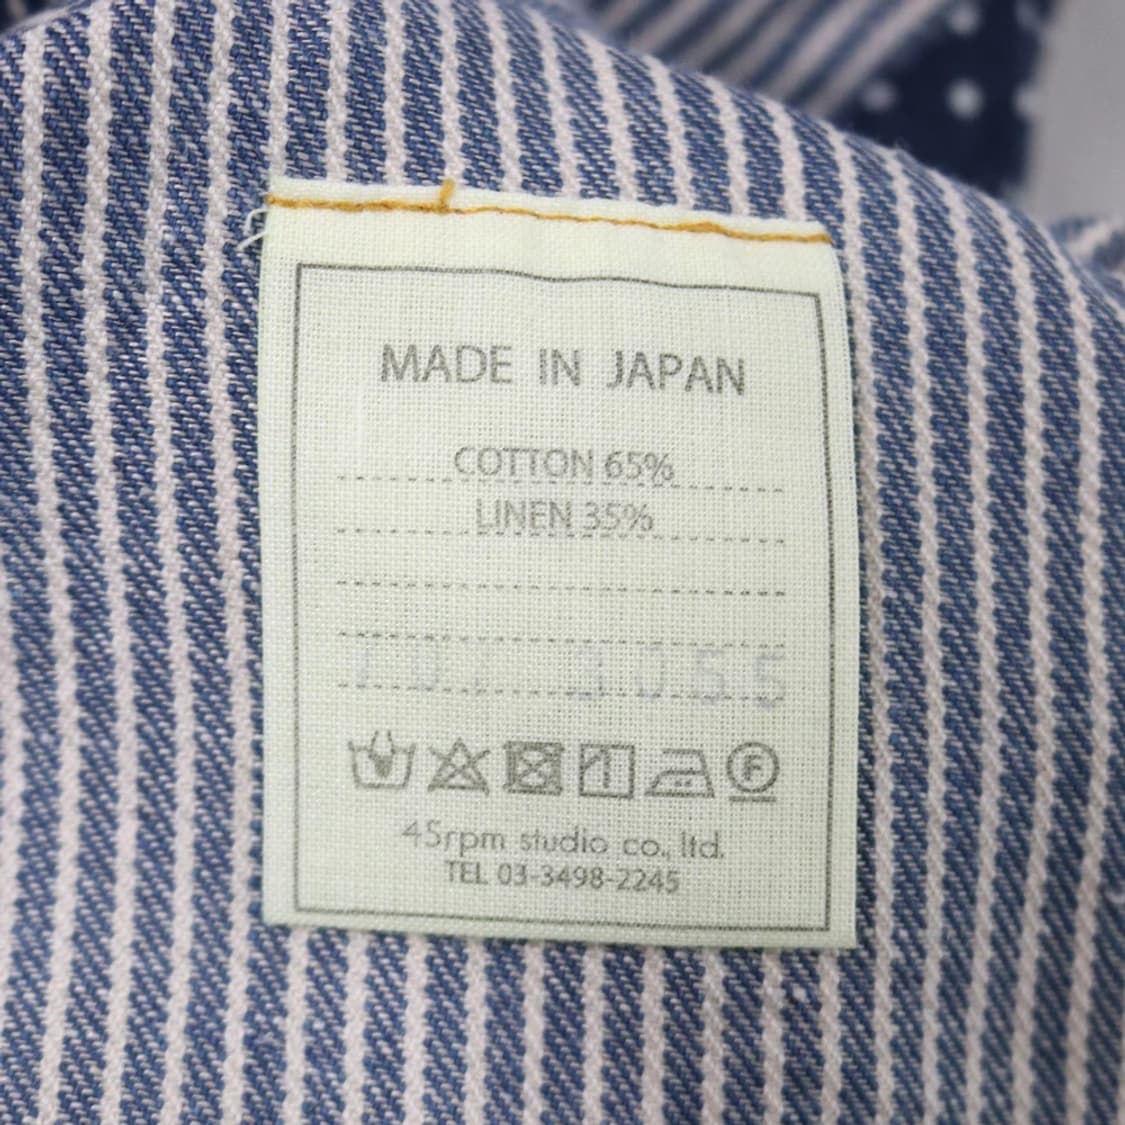 MADE IN JAPAN
COTTON 65%
LINEN 35%
45rpm studio co., ltd.
TEL 03-3498-2245